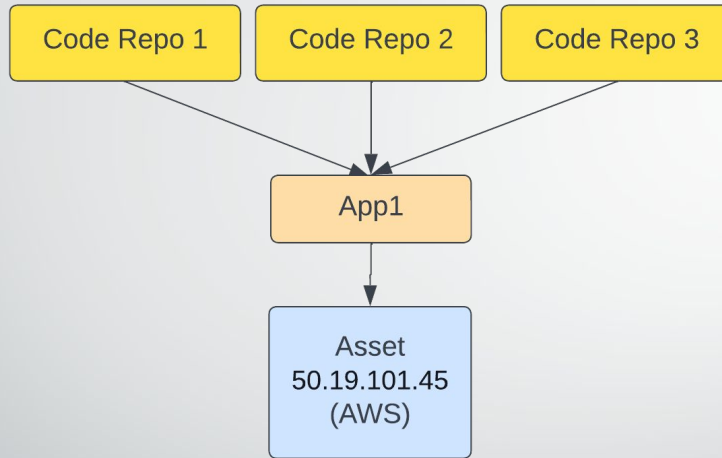 Code Repo 1
Code Repo 2
Code Repo 3
App1
Asset
50.19.101.45
(AWS)